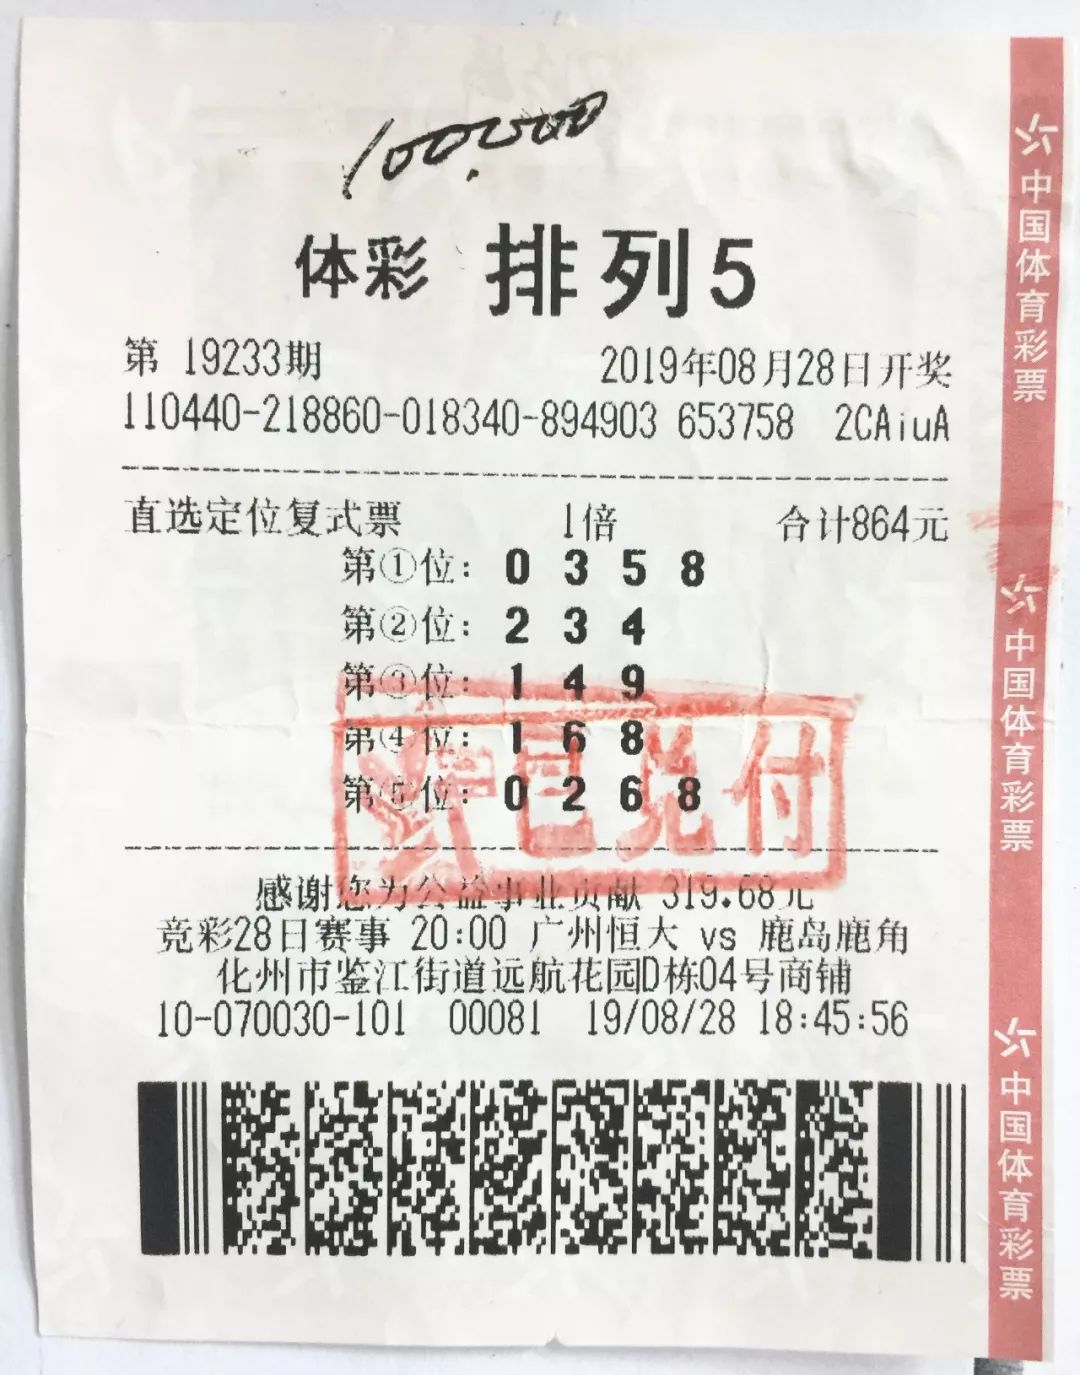 100.000
体彩 排列5
第 19233期 2019年08月28日开奖
110440-218860-018340-894903 653758 2CAiuA
直选定位复式票 1倍 合计864元
第①位: 0 3 5 8
第②位: 2 3 4
第③位: 1 4 9
第④位: 1 6 8
第⑤位: 0 2 6 8
已兑付
感谢您为公益事业贡献 319.68元
竞彩28日赛事 20:00 广州恒大 vs 鹿岛鹿角
化州市鉴江街道远航花园D栋04号商铺
10-070030-101 00081 19/08/28 18:45:56
中国体育彩票
中国体育彩票
中国体育彩票